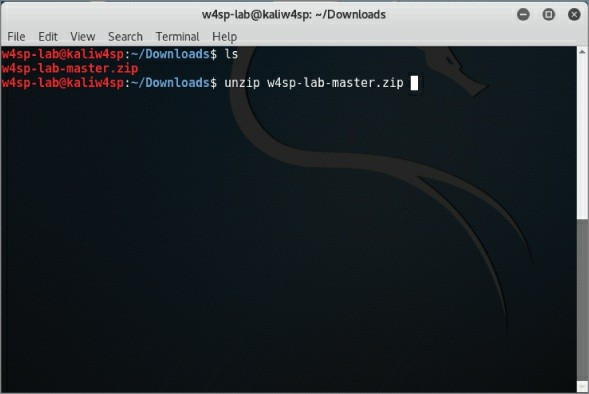 w4sp-lab@kaliw4sp: ~/Downloads
File Edit View Search Terminal Help
w4sp-lab@kaliw4sp:~/Downloads$ ls
w4sp-lab-master.zip
w4sp-lab@kaliw4sp:~/Downloads$ unzip w4sp-lab-master.zip